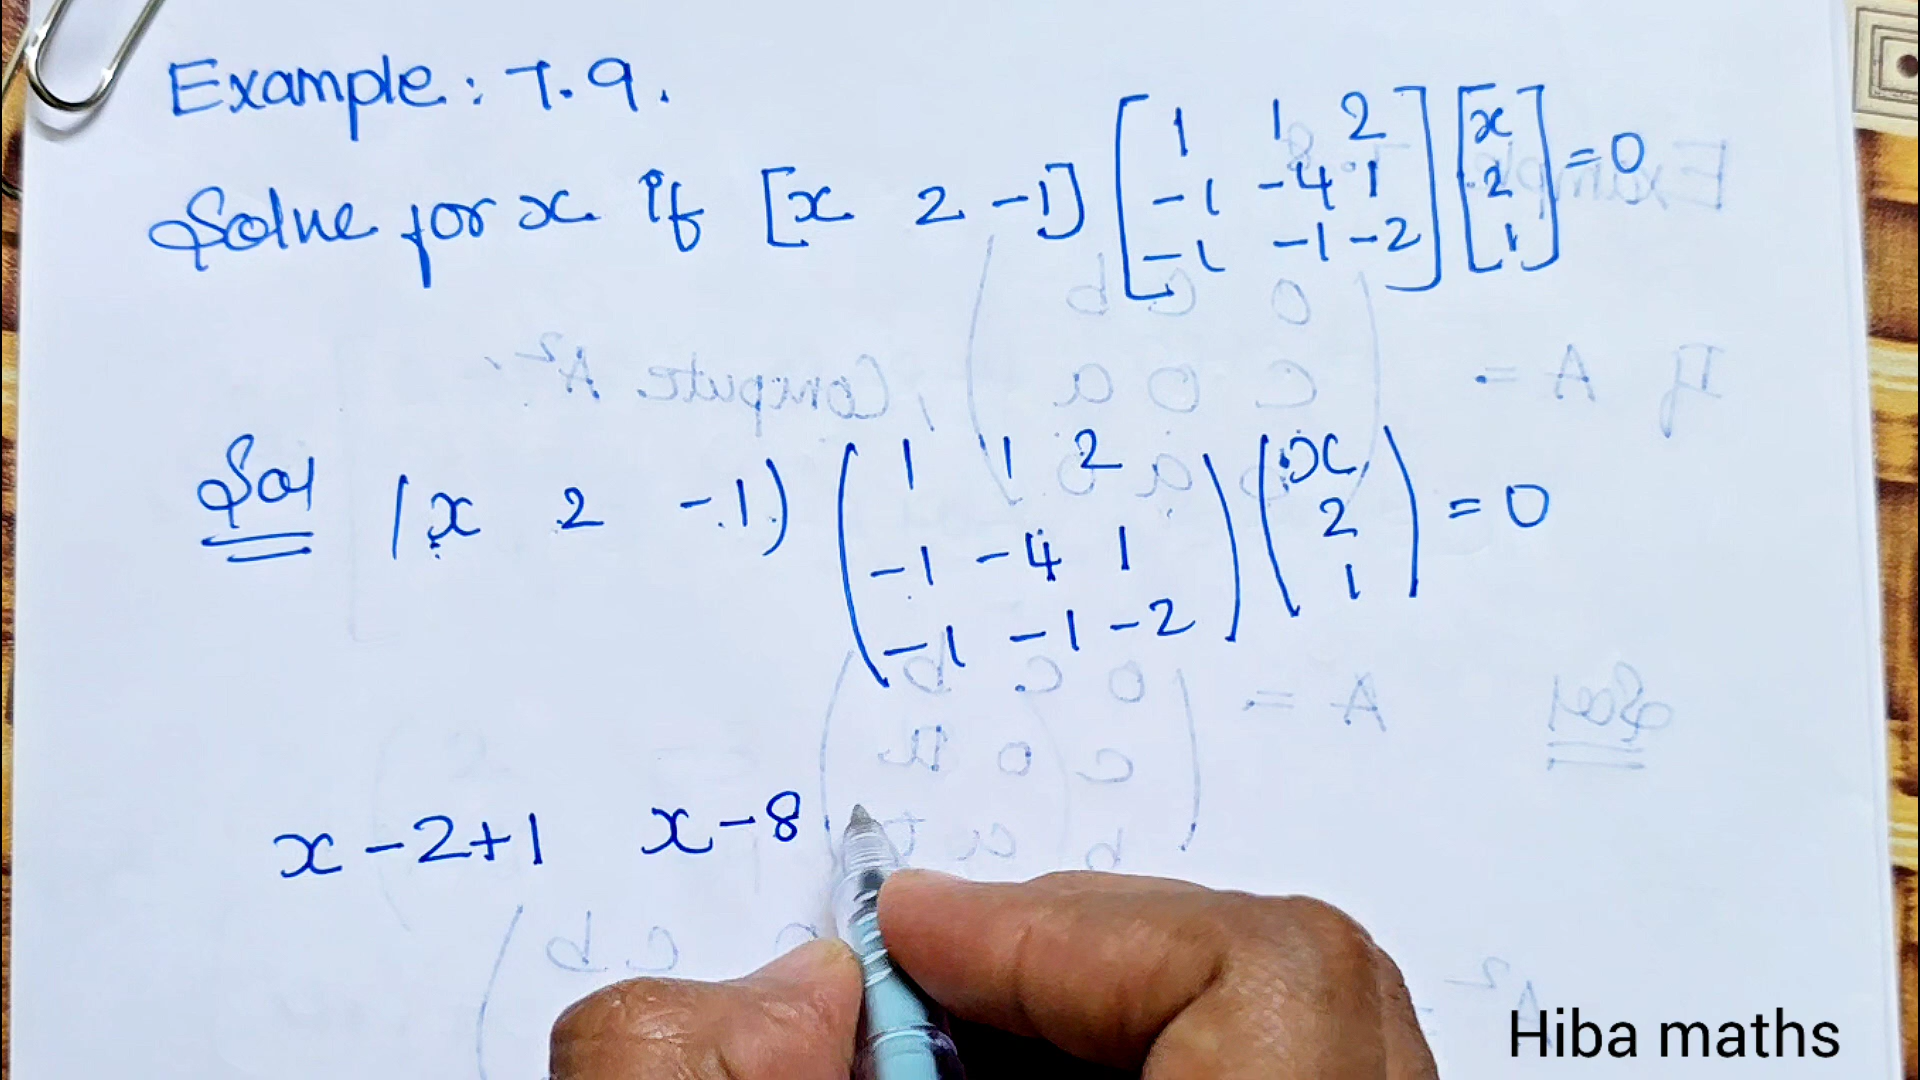 Example: 7.9.
Solve for x if [x 2 -1] [1 1 2 -1 -4 1 -1 -1 -2] [x 2 1] = 0
Sol (x 2 -1) (1 1 2 -1 -4 1 -1 -1 -2) (x 2 1) = 0
x-2+1 x-8
Hiba maths